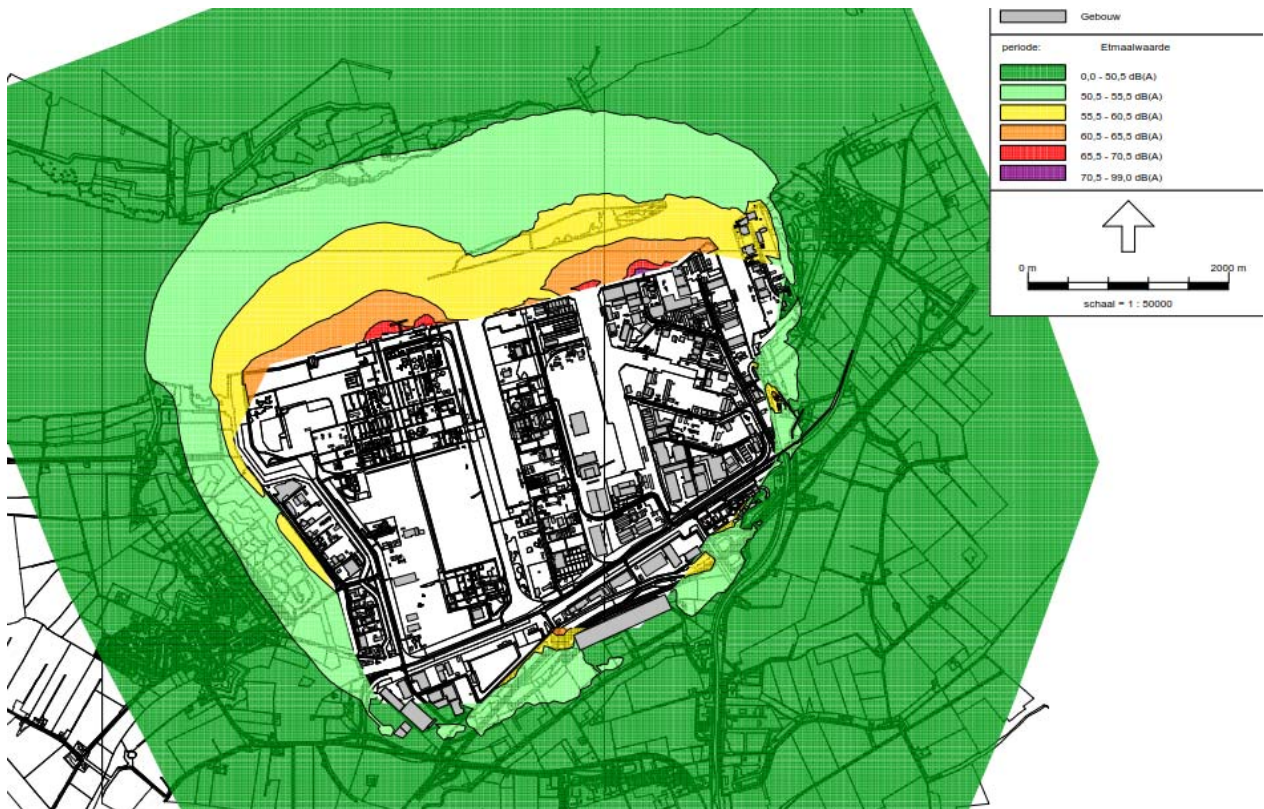 Gebouw
periode: Etmaalwaarde
0,0 - 50,5 dB(A)
50,5 - 55,5 dB(A)
55,5 - 60,5 dB(A)
60,5 - 65,5 dB(A)
65,5 - 70,5 dB(A)
70,5 - 99,0 dB(A)
0 m 2000 m
schaal = 1 : 50000